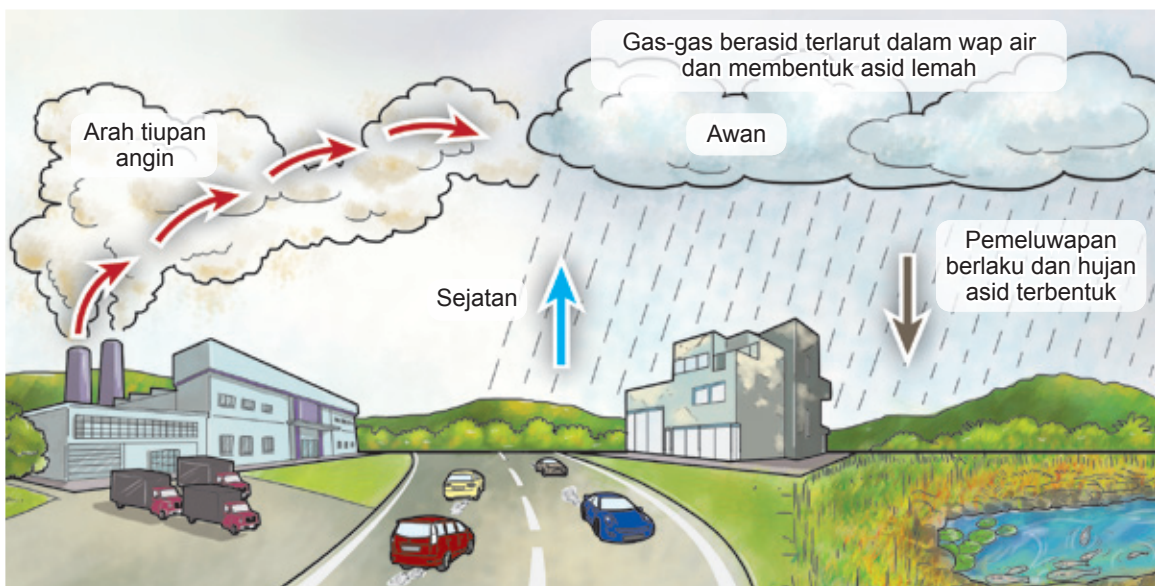 Gas-gas berasid terlarut dalam wap air
dan membentuk asid lemah
Arah tiupan
angin
Awan
Pemeluwapan
berlaku dan hujan
asid terbentuk
Sejatan